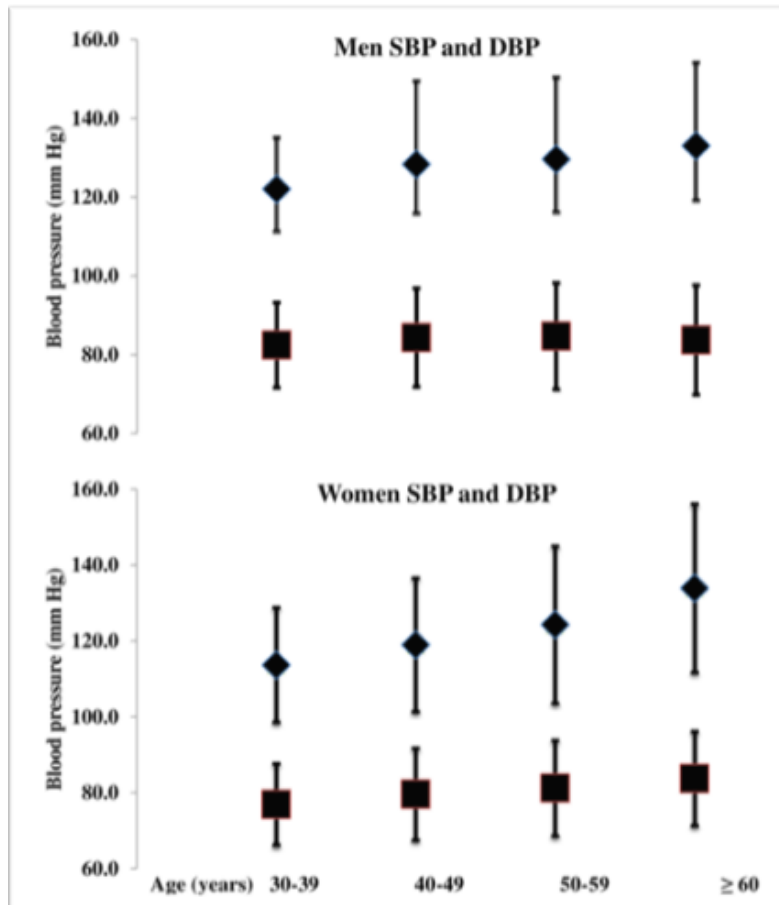 Men SBP and DBP
Blood pressure (mm Hg)
160.0
140.0
120.0
100.0
80.0
60.0
Women SBP and DBP
Blood pressure (mm Hg)
160.0
140.0
120.0
100.0
80.0
60.0
Age (years) 30-39 40-49 50-59 ≥ 60